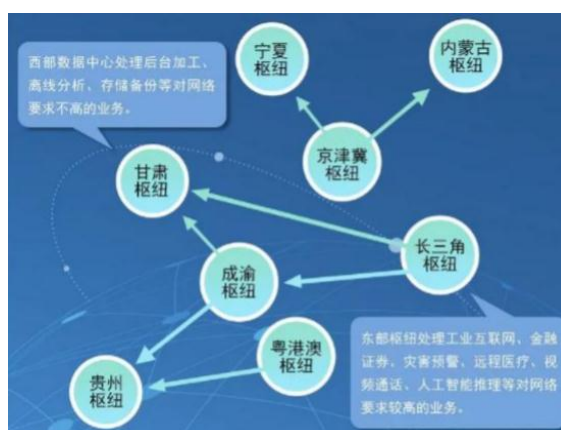 宁夏
枢纽
内蒙古
枢纽
西部数据中心处理后台加工、
离线分析、存储备份等对网络
要求不高的业务。
京津冀
枢纽
甘肃
枢纽
长三角
枢纽
成渝
枢纽
粤港澳
枢纽
贵州
枢纽
东部枢纽处理工业互联网、金融
证券、灾害预警、远程医疗、视
频通话、人工智能推理等对网络
要求较高的业务。